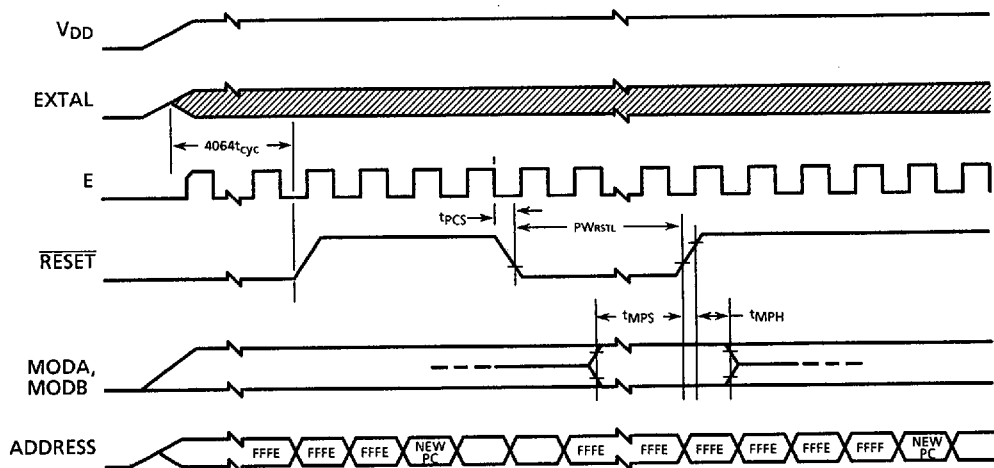 VDD
EXTAL
4064tcyc
E
tPCS
PWRSTL
RESET
tMPS
tMPH
MODA,
MODB
ADDRESS
FFFE
FFFE
FFFE
NEW
PC
FFFE
FFFE
FFFE
FFFE
FFFE
FFFF
NEW
PC